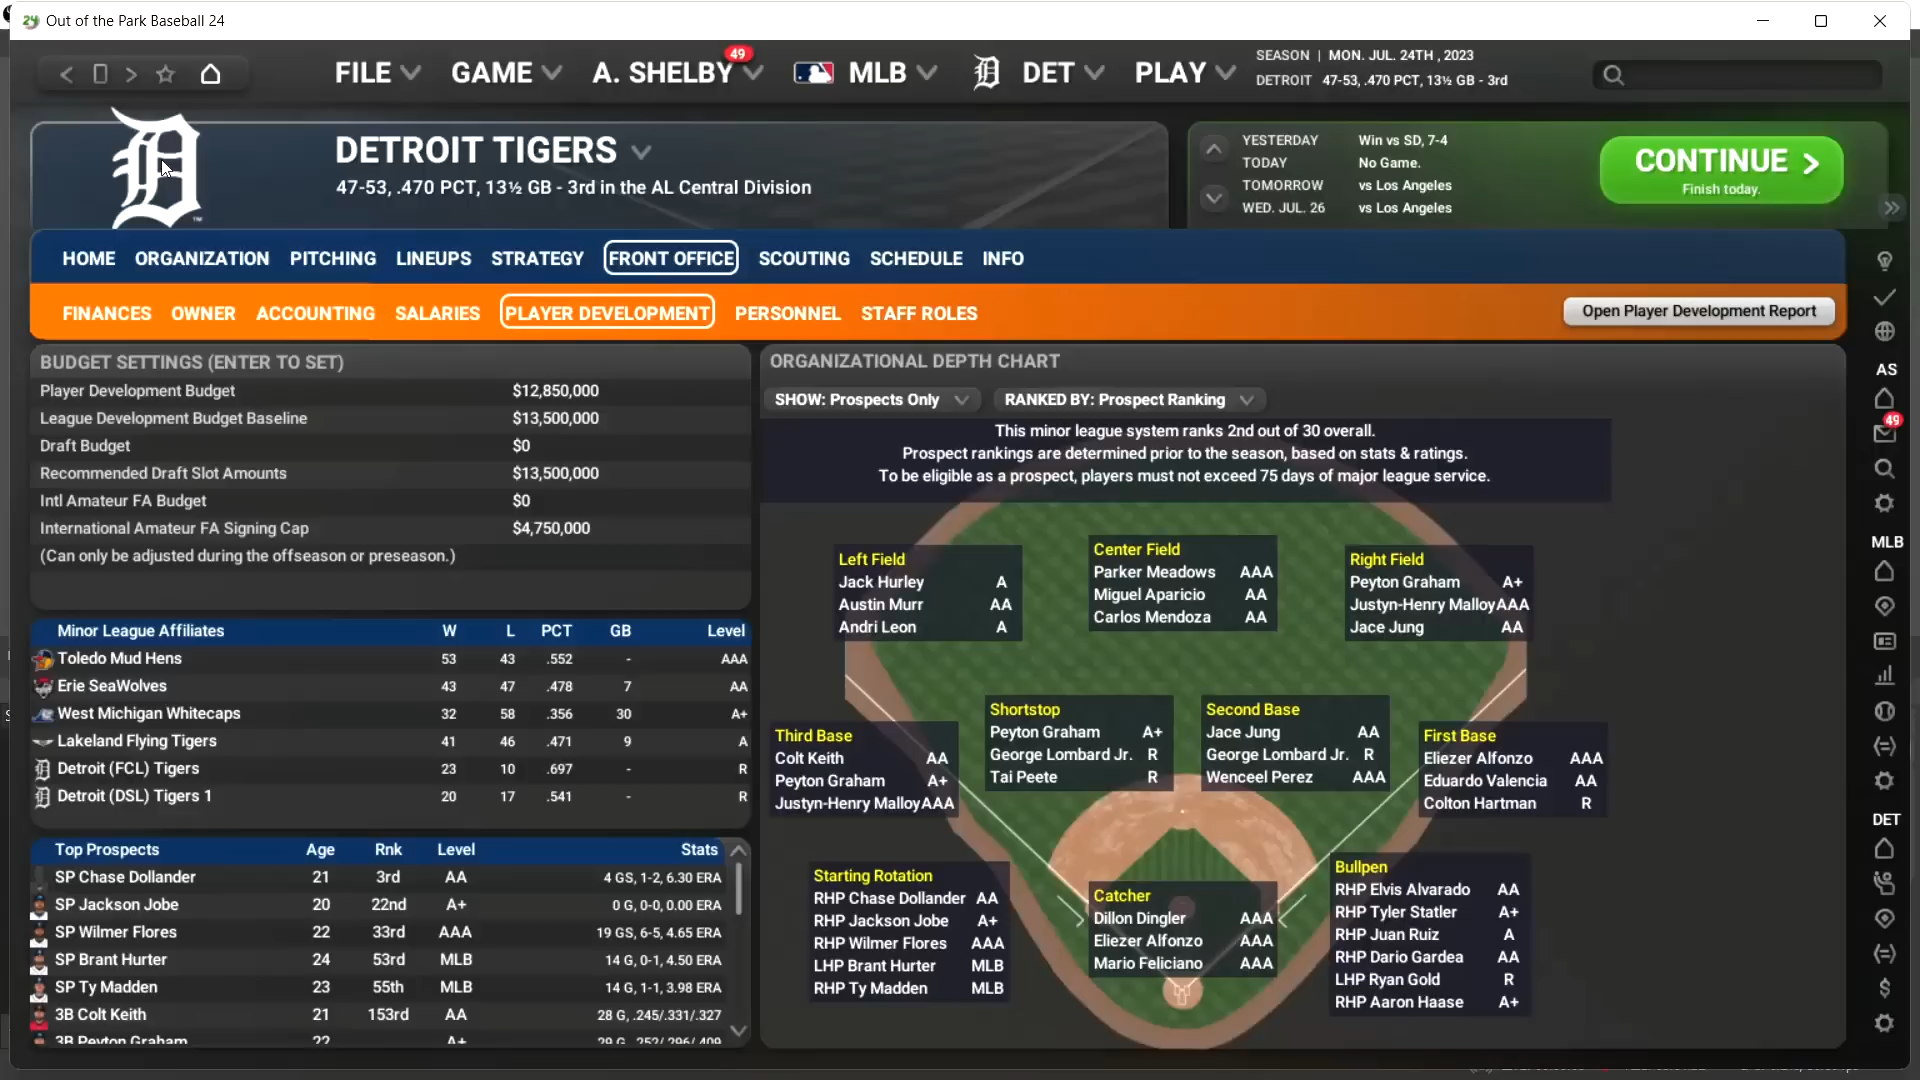 Out of the Park Baseball 24
FILE GAME A. SHELBY 49 MLB DET PLAY
SEASON | MON. JUL. 24TH , 2023
DETROIT 47-53, .470 PCT, 13½ GB - 3rd
DETROIT TIGERS
47-53, .470 PCT, 13½ GB - 3rd in the AL Central Division
YESTERDAY Win vs SD, 7-4
TODAY No Game.
TOMORROW vs Los Angeles
WED. JUL. 26 vs Los Angeles
CONTINUE >
Finish today.
HOME ORGANIZATION PITCHING LINEUPS STRATEGY FRONT OFFICE SCOUTING SCHEDULE INFO
FINANCES OWNER ACCOUNTING SALARIES PLAYER DEVELOPMENT PERSONNEL STAFF ROLES
Open Player Development Report
BUDGET SETTINGS (ENTER TO SET)
Player Development Budget $12,850,000
League Development Budget Baseline $13,500,000
Draft Budget $0
Recommended Draft Slot Amounts $13,500,000
Intl Amateur FA Budget $0
International Amateur FA Signing Cap $4,750,000
(Can only be adjusted during the offseason or preseason.)
Minor League Affiliates W L PCT GB Level
Toledo Mud Hens 53 43 .552 - AAA
Erie SeaWolves 43 47 .478 7 AA
West Michigan Whitecaps 32 58 .356 30 A+
Lakeland Flying Tigers 41 46 .471 9 A
Detroit (FCL) Tigers 23 10 .697 - R
Detroit (DSL) Tigers 1 20 17 .541 - R
Top Prospects Age Rnk Level Stats
SP Chase Dollander 21 3rd AA 4 GS, 1-2, 6.30 ERA
SP Jackson Jobe 20 22nd A+ 0 G, 0-0, 0.00 ERA
SP Wilmer Flores 22 33rd AAA 19 GS, 6-5, 4.65 ERA
SP Brant Hurter 24 53rd MLB 14 G, 0-1, 4.50 ERA
SP Ty Madden 23 55th MLB 14 G, 1-1, 3.98 ERA
3B Colt Keith 21 153rd AA 28 G, .245/.331/.327
3B Peyton Graham 22 A+ 29 G, .252/.296/.409
ORGANIZATIONAL DEPTH CHART
SHOW: Prospects Only
RANKED BY: Prospect Ranking
This minor league system ranks 2nd out of 30 overall.
Prospect rankings are determined prior to the season, based on stats & ratings.
To be eligible as a prospect, players must not exceed 75 days of major league service.
Left Field
Jack Hurley A
Austin Murr AA
Andri Leon A
Center Field
Parker Meadows AAA
Miguel Aparicio AA
Carlos Mendoza AA
Right Field
Peyton Graham A+
Justyn-Henry Malloy AAA
Jace Jung AA
Third Base
Colt Keith AA
Peyton Graham A+
Justyn-Henry Malloy AAA
Shortstop
Peyton Graham A+
George Lombard Jr. R
Tai Peete R
Second Base
Jace Jung AA
George Lombard Jr. R
Wenceel Perez AAA
First Base
Eliezer Alfonzo AAA
Eduardo Valencia AA
Colton Hartman R
Starting Rotation
RHP Chase Dollander AA
RHP Jackson Jobe A+
RHP Wilmer Flores AAA
LHP Brant Hurter MLB
RHP Ty Madden MLB
Catcher
Dillon Dingler AAA
Eliezer Alfonzo AAA
Mario Feliciano AAA
Bullpen
RHP Elvis Alvarado AA
RHP Tyler Statler A+
RHP Juan Ruiz A
RHP Dario Gardea AA
LHP Ryan Gold R
RHP Aaron Haase A+
AS
49
MLB
DET